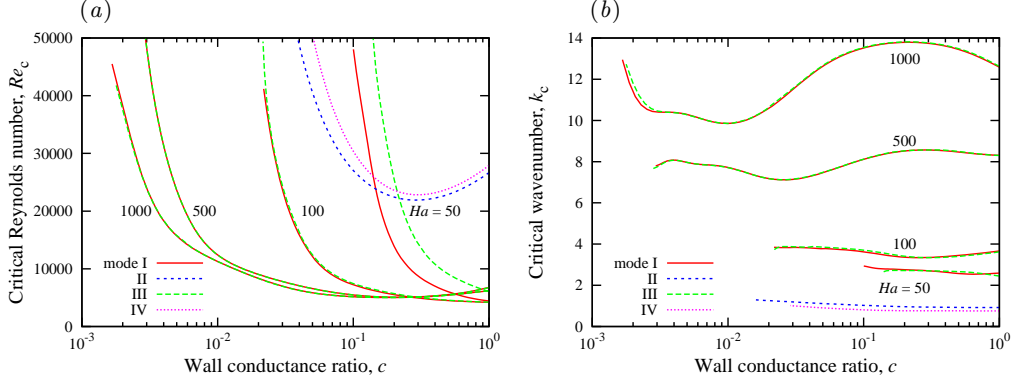 (a)
Critical Reynolds number, Re_c
50000
40000
30000
20000
10000
0
1000
500
100
Ha = 50
mode I
II
III
IV
10^-3
10^-2
10^-1
10^0
Wall conductance ratio, c
(b)
Critical wavenumber, k_c
14
12
10
8
6
4
2
0
1000
500
100
Ha = 50
mode I
II
III
IV
10^-3
10^-2
10^-1
10^0
Wall conductance ratio, c